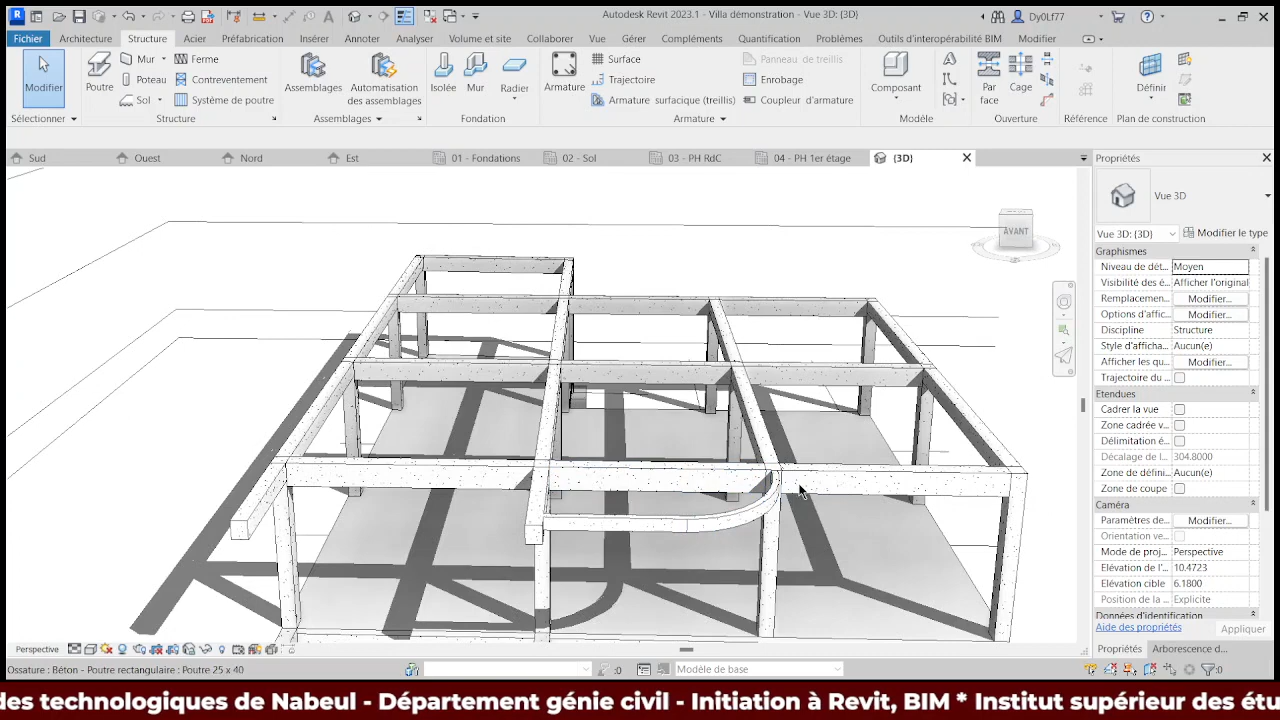 Autodesk Revit 2023.1 - Villa démonstration - Vue 3D: {3D}
Dy0Lf77
Fichier Architecture Structure Acier Préfabrication Insérer Annoter Analyser Volume et site Collaborer Vue Gérer Compléments Quantification Problèmes Outils d'interopérabilité BIM Modifier
Modifier
Sélectionner
Poutre
Mur
Poteau
Sol
Ferme
Contreventement
Système de poutre
Structure
Assemblages
Automatisation des assemblages
Assemblages
Isolée
Mur
Radier
Fondation
Armature
Surface
Trajectoire
Armature surfacique (treillis)
Panneau de treillis
Enrobage
Coupleur d'armature
Armature
Composant
Modèle
Par face
Cage
Ouverture
Référence
Définir
Plan de construction
Sud
Ouest
Nord
Est
01 - Fondations
02 - Sol
03 - PH RdC
04 - PH 1er étage
{3D}
AVANT
Propriétés
Vue 3D
Vue 3D: {3D}
Modifier le type
Graphismes
Niveau de dét... Moyen
Visibilité des é... Afficher l'original
Remplacemen... Modifier...
Options d'affic... Modifier...
Discipline Structure
Style d'afficha... Aucun(e)
Afficher les qu... Modifier...
Trajectoire du
Etendues
Cadrer la vue
Zone cadrée v...
Délimitation é...
Décalage de l... 304.8000
Zone de défini... Aucun(e)
Zone de coupe
Caméra
Paramètres de... Modifier...
Orientation ve...
Mode de proj... Perspective
Elévation de l'... 10.4723
Elévation cible 6.1800
Position de la ... Explicite
Données d'identification
Aide des propriétés
Appliquer
Propriétés
Arborescence d...
Perspective
Ossature : Béton - Poutre rectangulaire : Poutre 25 x 40
:0
Modèle de base
:0
des technologiques de Nabeul - Département génie civil - Initiation à Revit, BIM * Institut supérieur des étu